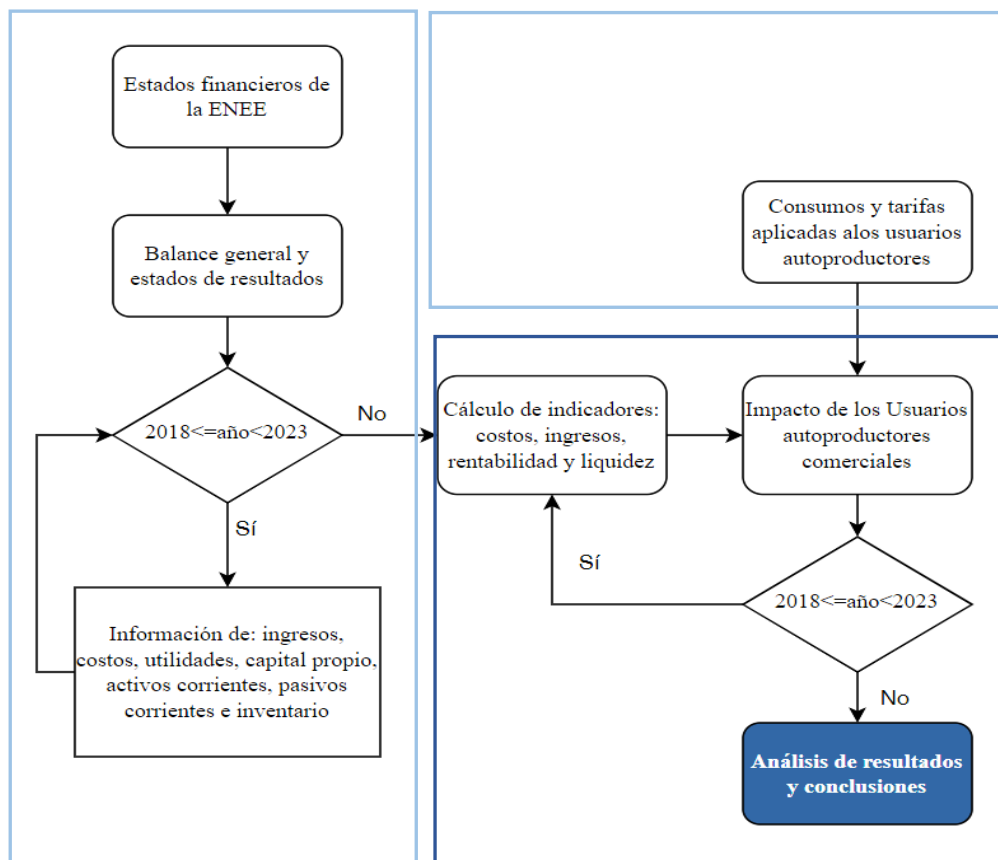 Estados financieros de
la ENEE
Balance general y
estados de resultados
2018<=año<2023
No
Sí
Información de: ingresos,
costos, utilidades, capital propio,
activos corrientes, pasivos
corrientes e inventario
Consumos y tarifas
aplicadas alos usuarios
autoproductores
Cálculo de indicadores:
costos, ingresos,
rentabilidad y liquidez
Impacto de los Usuarios
autoproductores
comerciales
Sí
2018<=año<2023
No
Análisis de resultados
y conclusiones